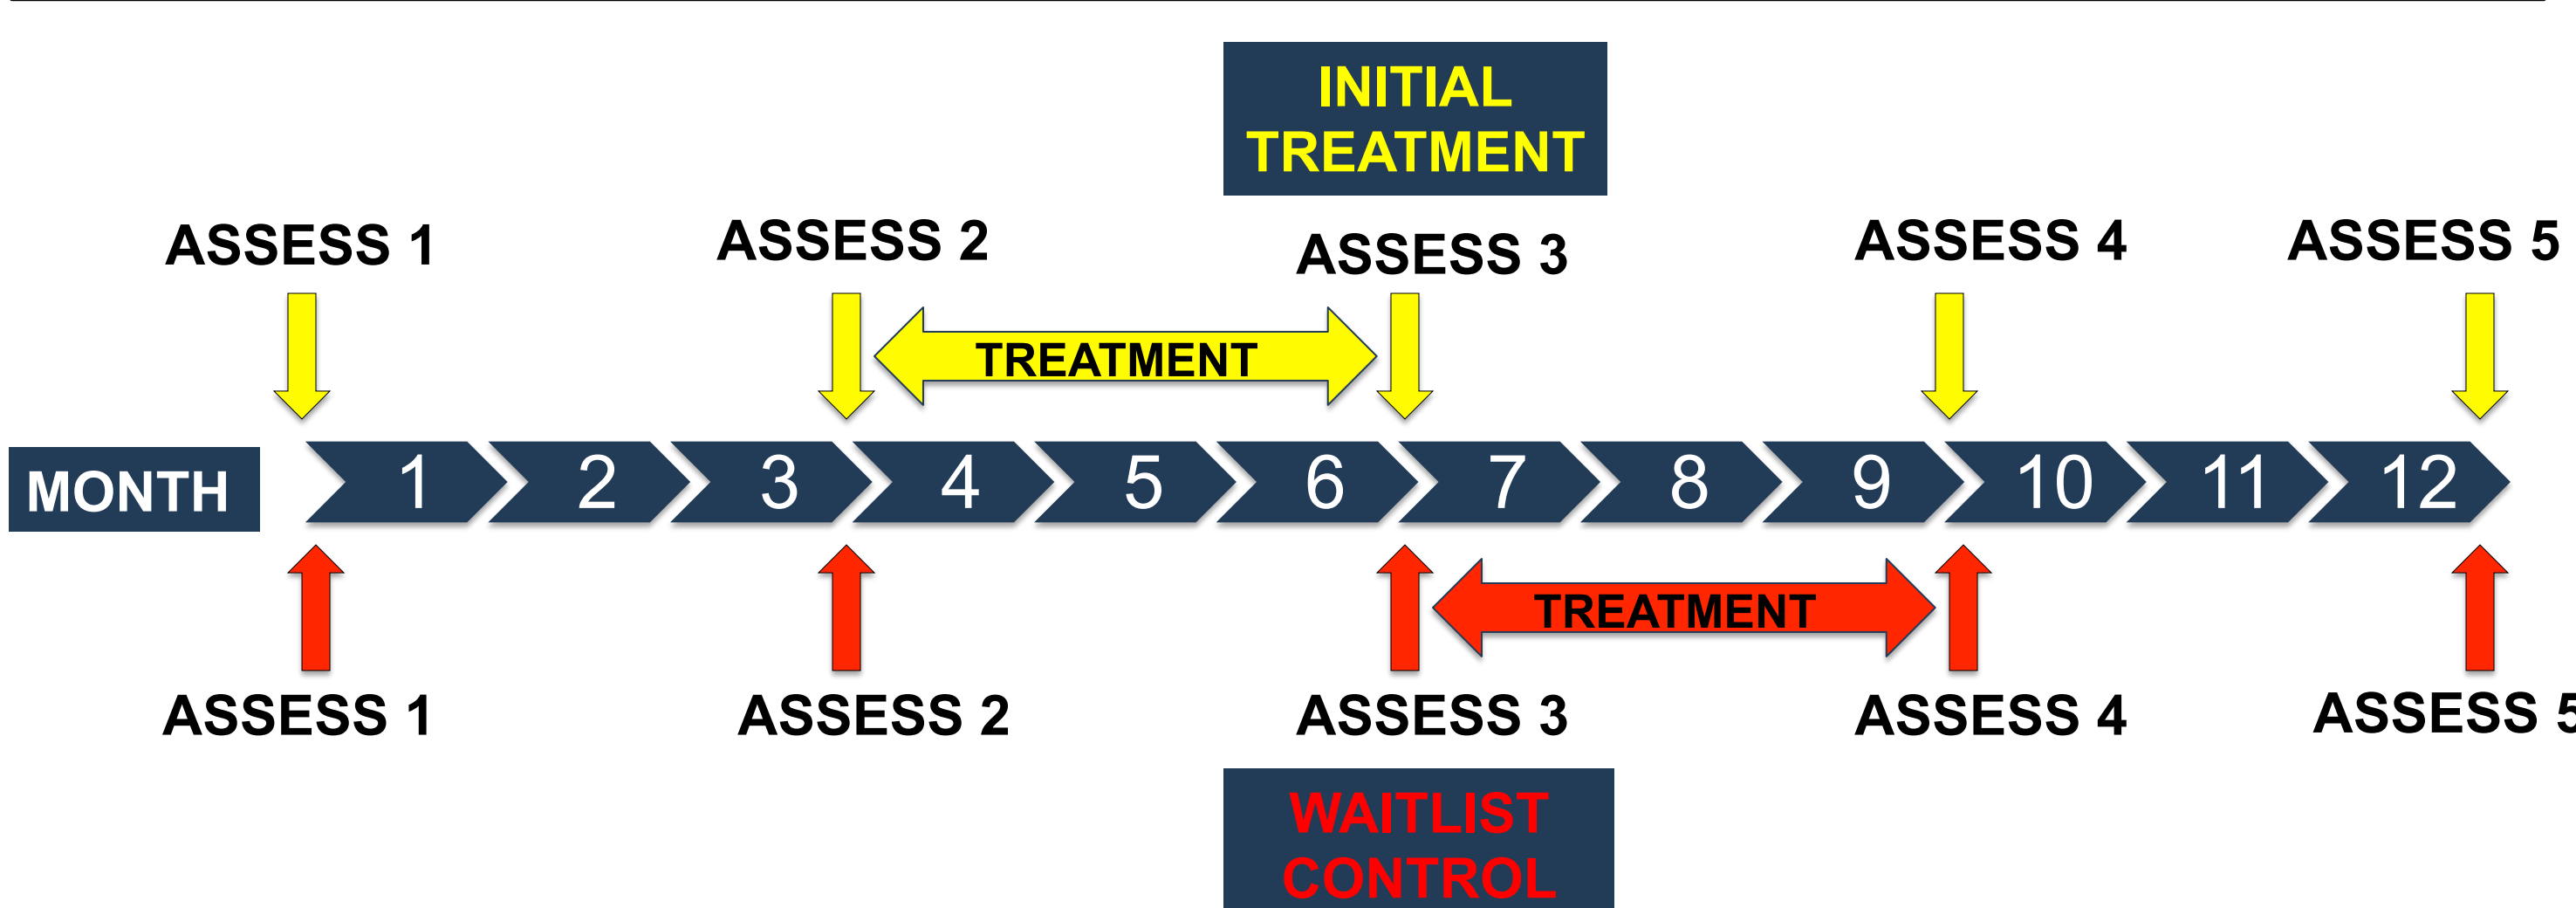 INITIAL
TREATMENT
ASSESS 1
ASSESS 2
ASSESS 3
ASSESS 4
ASSESS 5
TREATMENT
MONTH
1
2
3
4
5
6
7
8
9
10
11
12
TREATMENT
ASSESS 1
ASSESS 2
ASSESS 3
ASSESS 4
ASSESS 5
WAITLIST
CONTROL